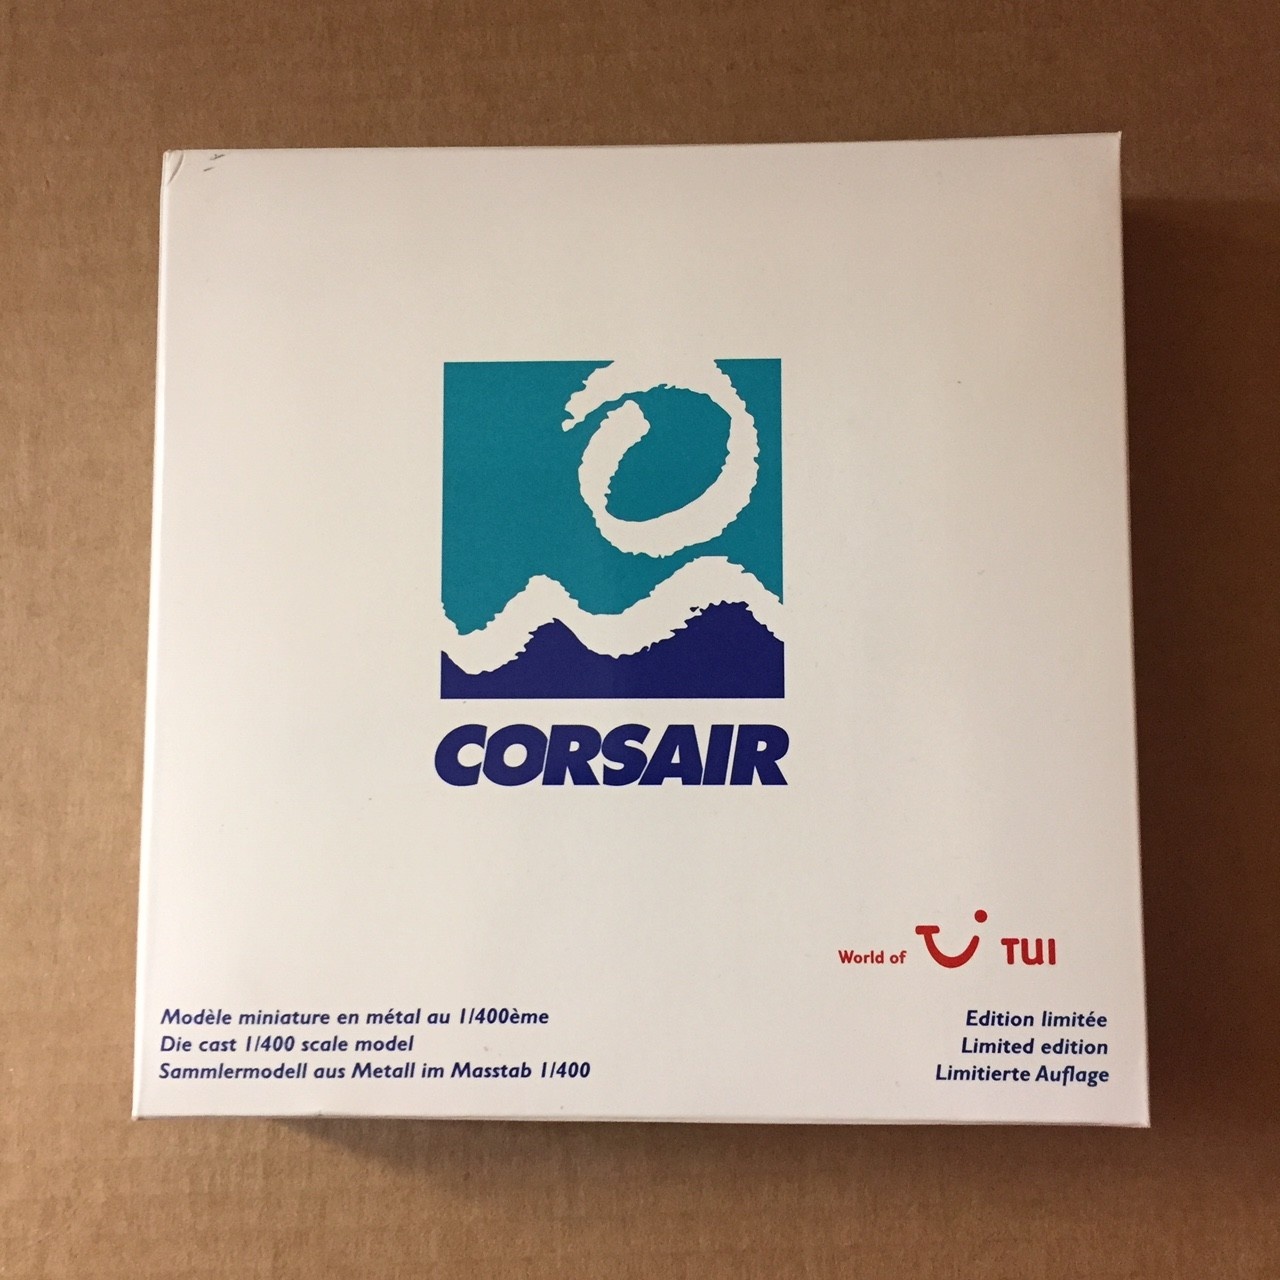 CORSAIR
World of TUI
Modèle miniature en métal au 1/400ème
Die cast 1/400 scale model
Sammlermodell aus Metall im Masstab 1/400
Edition limitée
Limited edition
Limitierte Auflage